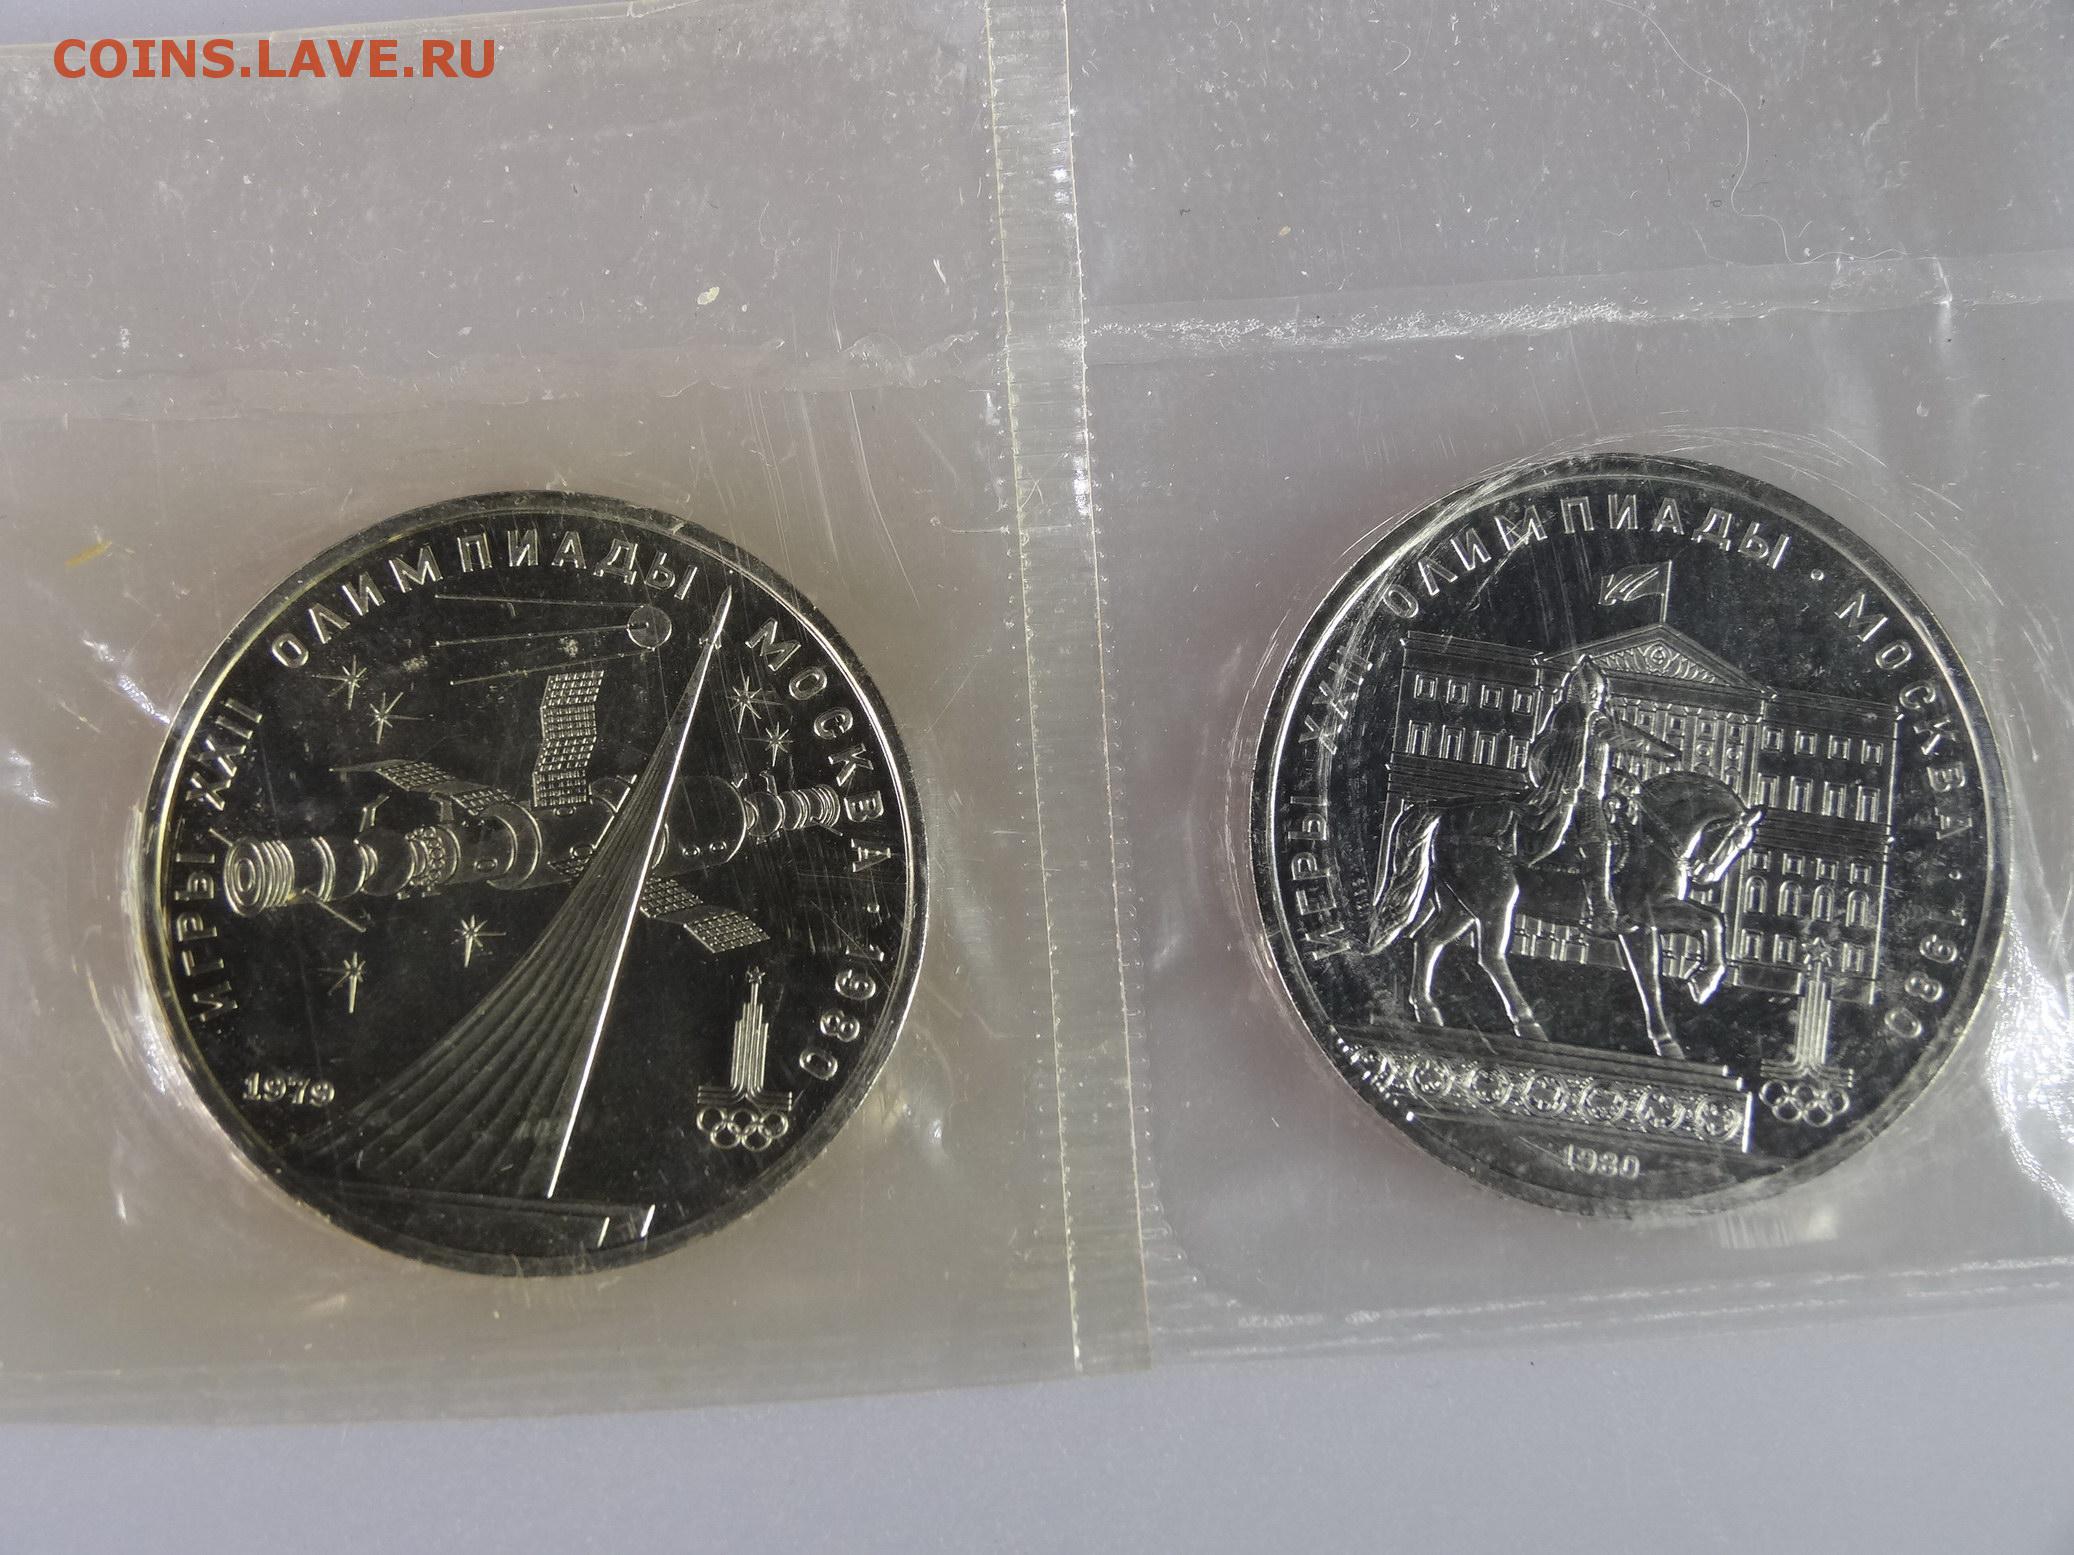 COINS.LAVE.RU
ИГРЫ XXII ОЛИМПИАДЫ МОСКВА · 1980
1979
ИГРЫ XXII ОЛИМПИАДЫ · МОСКВА · 1980
1980